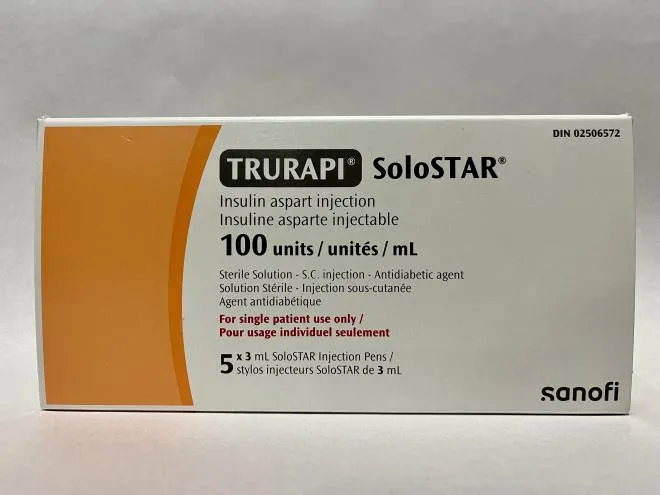 DIN 02506572
TRURAPI® SoloSTAR®
Insulin aspart injection
Insuline asparte injectable
100 units / unités / mL
Sterile Solution - S.C. injection - Antidiabetic agent
Solution Stérile - Injection sous-cutanée
Agent antidiabétique
For single patient use only /
Pour usage individuel seulement
5 x 3 mL SoloSTAR Injection Pens /
stylos injecteurs SoloSTAR de 3 mL
sanofi